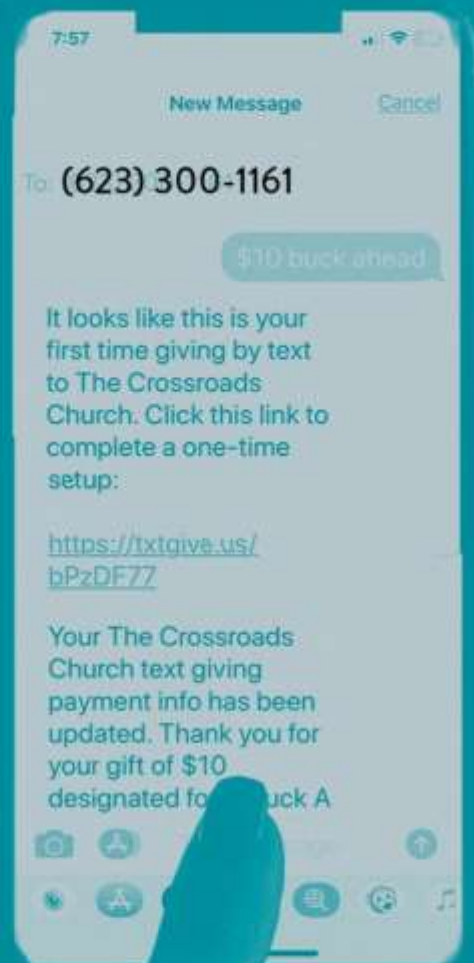 7:57
New Message
Cancel
To: (623) 300-1161
$10 buck ahead
It looks like this is your
first time giving by text
to The Crossroads
Church. Click this link to
complete a one-time
setup:
https://txtgive.us/
bPzDF77
Your The Crossroads
Church text giving
payment info has been
updated. Thank you for
your gift of $10
designated fo uck A